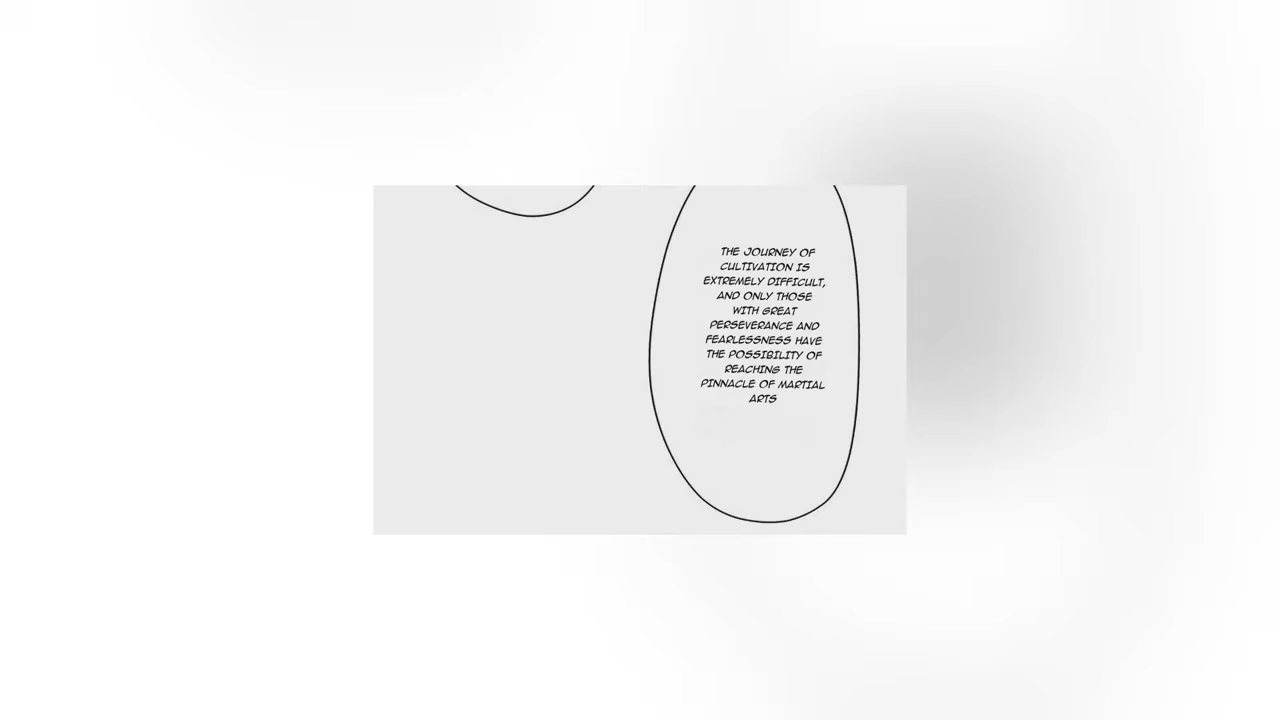 THE JOURNEY OF
CULTIVATION IS
EXTREMELY DIFFICULT,
AND ONLY THOSE
WITH GREAT
PERSEVERANCE AND
FEARLESSNESS HAVE
THE POSSIBILITY OF
REACHING THE
PINNACLE OF MARTIAL
ARTS